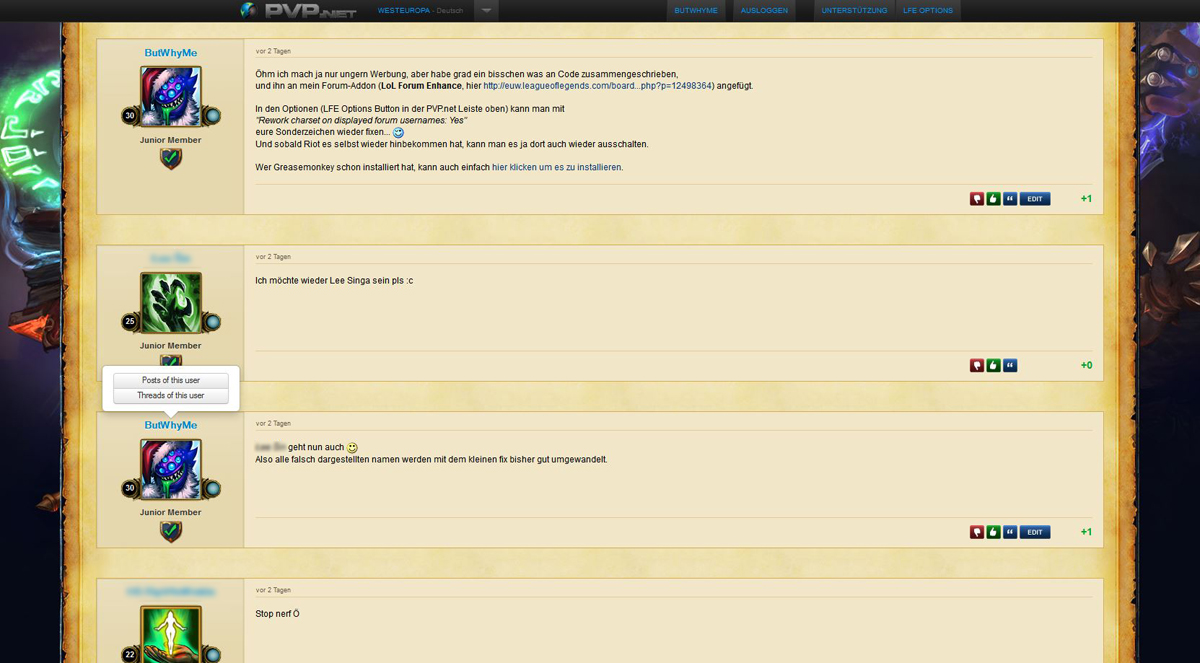 PVP.NET WESTEUROPA - Deutsch BUTWHYME AUSLOGGEN UNTERSTÜTZUNG LFE OPTIONS
ButWhyMe
30
Junior Member
vor 2 Tagen
Öhm ich mach ja nur ungern Werbung, aber habe grad ein bisschen was an Code zusammengeschrieben,
und ihn an mein Forum-Addon (LoL Forum Enhance, hier http://euw.leagueoflegends.com/board...php?p=12498364) angefügt.
In den Optionen (LFE Options Button in der PVP.net Leiste oben) kann man mit
"Rework charset on displayed forum usernames: Yes"
eure Sonderzeichen wieder fixen...
Und sobald Riot es selbst wieder hinbekommen hat, kann man es ja dort auch wieder ausschalten.
Wer Greasemonkey schon installiert hat, kann auch einfach hier klicken um es zu installieren.
EDIT +1
25
Junior Member
vor 2 Tagen
Ich möchte wieder Lee Singa sein pls :c
+0
Posts of this user
Threads of this user
ButWhyMe
30
Junior Member
vor 2 Tagen
geht nun auch
Also alle falsch dargestellten namen werden mit dem kleinen fix bisher gut umgewandelt.
EDIT +1
22
vor 2 Tagen
Stop nerf Ö